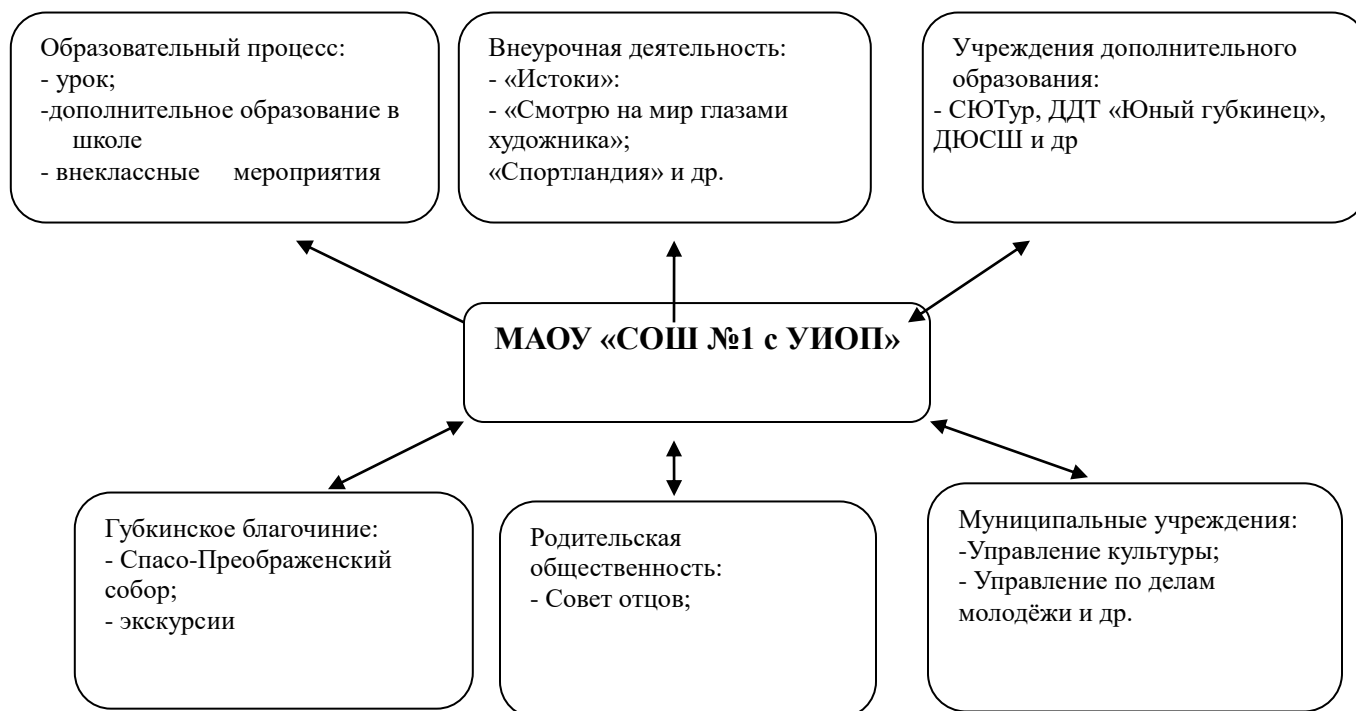 Образовательный процесс:
- урок;
-дополнительное образование в
школе
- внеклассные мероприятия
Внеурочная деятельность:
- «Истоки»:
- «Смотрю на мир глазами
художника»;
«Спортландия» и др.
Учреждения дополнительного
образования:
- СЮТур, ДДТ «Юный губкинец»,
ДЮСШ и др
МАОУ «СОШ №1 с УИОП»
Губкинское благочиние:
- Спасо-Преображенский
собор;
- экскурсии
Родительская
общественность:
- Совет отцов;
Муниципальные учреждения:
-Управление культуры;
- Управление по делам
молодёжи и др.